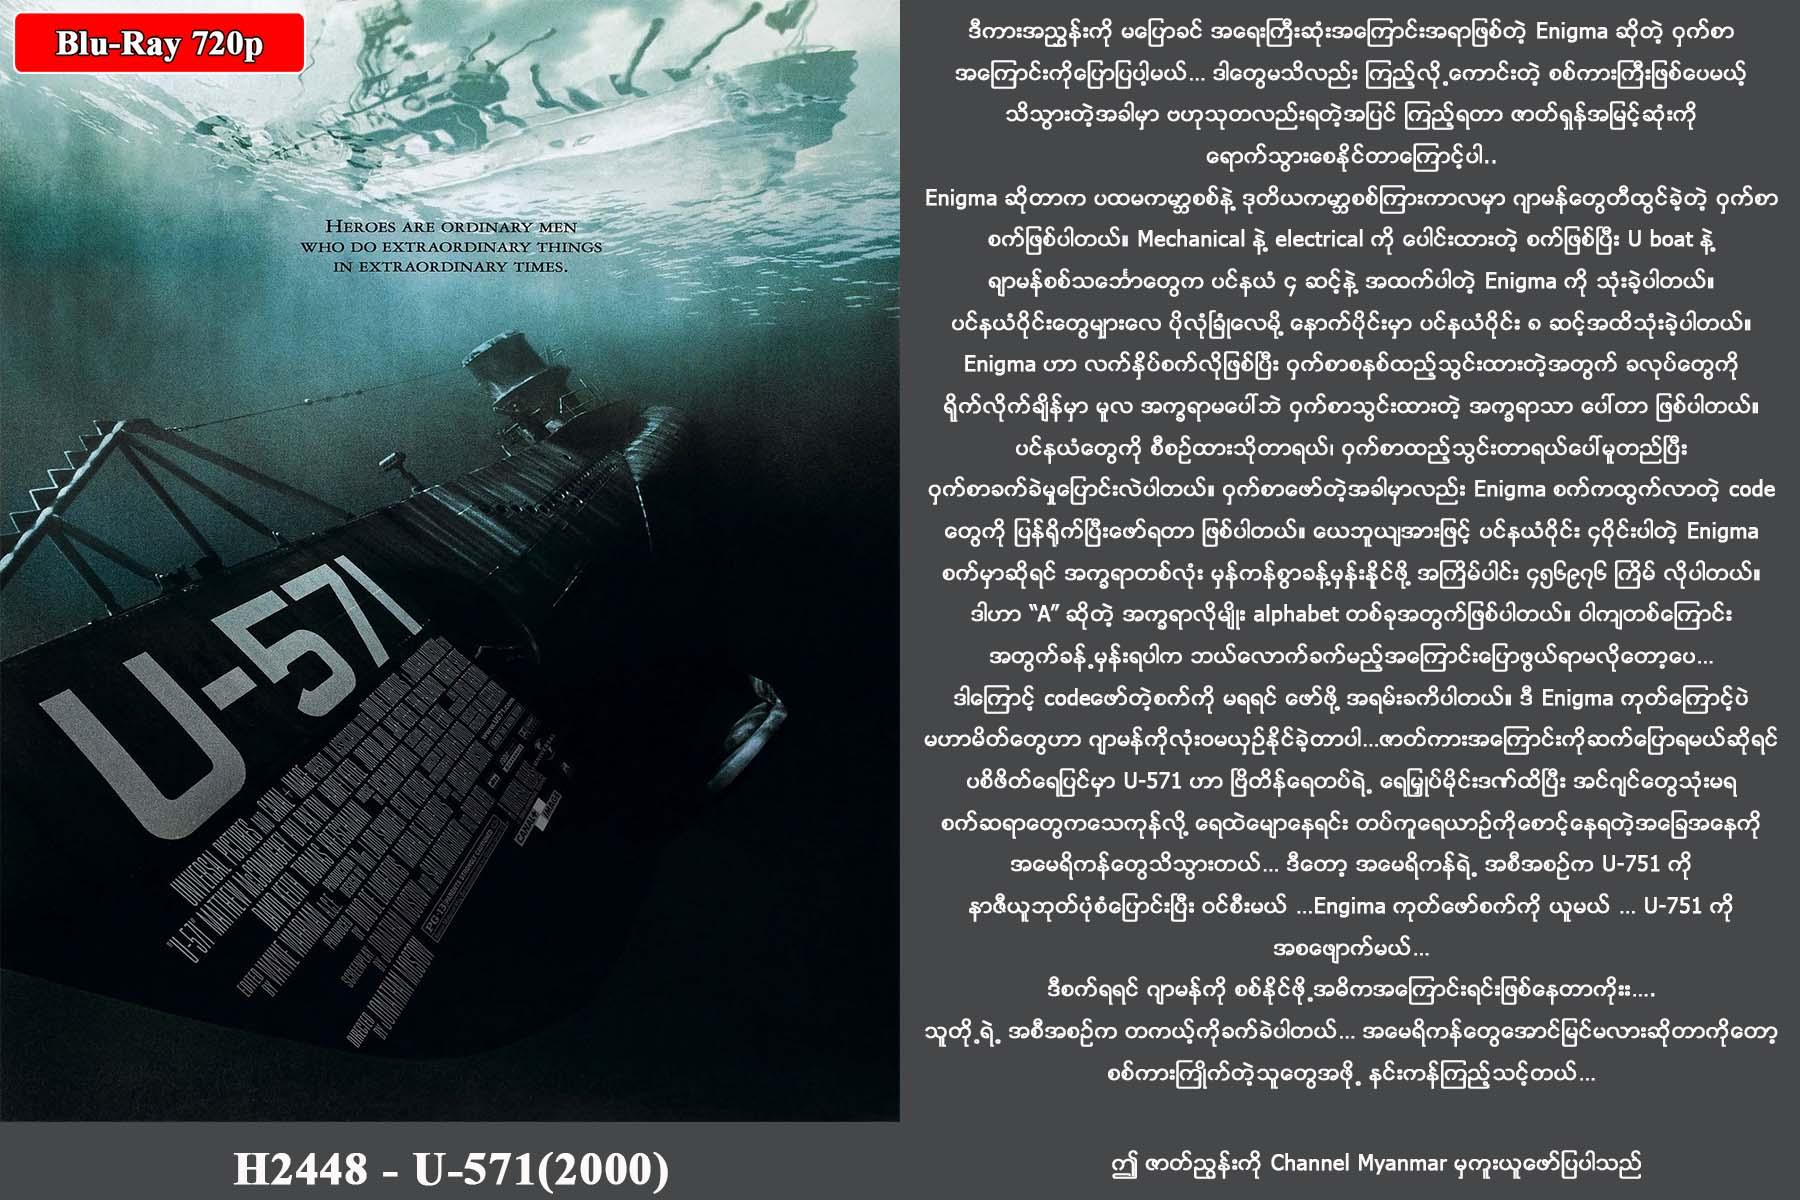 Blu-Ray 720p
HEROES ARE ORDINARY MEN
WHO DO EXTRAORDINARY THINGS
IN EXTRAORDINARY TIMES.
U-571
H2448 - U-571(2000)
ဒီကားအညွှန်းကို မပြောခင် အရေးကြီးဆုံးအကြောင်းအရာဖြစ်တဲ့ Enigma ဆိုတဲ့ ဝှက်စာ
အကြောင်းကိုပြောပြပါ့မယ်... ဒါတွေမသိလည်း ကြည့်လို့ကောင်းတဲ့ စစ်ကားကြီးဖြစ်ပေမယ့်
သိသွားတဲ့အခါမှာ ဗဟုသုတလည်းရတဲ့အပြင် ကြည့်ရတာ ဇာတ်ရှန်အမြင့်ဆုံးကို
ရောက်သွားစေနိုင်တာကြောင့်ပါ..
Enigma ဆိုတာက ပထမကမ္ဘာစစ်နဲ့ ဒုတိယကမ္ဘာစစ်ကြားကာလမှာ ဂျာမန်တွေတီထွင်ခဲ့တဲ့ ဝှက်စာ
စက်ဖြစ်ပါတယ်။ Mechanical နဲ့ electrical ကို ပေါင်းထားတဲ့ စက်ဖြစ်ပြီး U boat နဲ့
ဂျာမန်စစ်သင်္ဘောတွေက ပင်နယံ ၄ ဆင့်နဲ့ အထက်ပါတဲ့ Enigma ကို သုံးခဲ့ပါတယ်။
ပင်နယံဝိုင်းတွေများလေ ပိုလုံခြုံလေမို့ နောက်ပိုင်းမှာ ပင်နယံဝိုင်း ၈ ဆင့်အထိသုံးခဲ့ပါတယ်။
Enigma ဟာ လက်နှိပ်စက်လိုဖြစ်ပြီး ဝှက်စာစနစ်ထည့်သွင်းထားတဲ့အတွက် ခလုပ်တွေကို
ရိုက်လိုက်ချိန်မှာ မူလ အက္ခရာမပေါ်ဘဲ ဝှက်စာသွင်းထားတဲ့ အက္ခရာသာ ပေါ်တာ ဖြစ်ပါတယ်။
ပင်နယံတွေကို စီစဉ်ထားသိုတာရယ်၊ ဝှက်စာထည့်သွင်းတာရယ်ပေါ်မူတည်ပြီး
ဝှက်စာခက်ခဲမှုပြောင်းလဲပါတယ်။ ဝှက်စာဖော်တဲ့အခါမှာလည်း Enigma စက်ကထွက်လာတဲ့ code
တွေကို ပြန်ရိုက်ပြီးဖော်ရတာ ဖြစ်ပါတယ်။ ယေဘူယျအားဖြင့် ပင်နယံဝိုင်း ၄ဝိုင်းပါတဲ့ Enigma
စက်မှာဆိုရင် အက္ခရာတစ်လုံး မှန်ကန်စွာခန့်မှန်းနိုင်ဖို့ အကြိမ်ပါင်း ၄၅၆၉၇၆ ကြိမ် လိုပါတယ်။
ဒါဟာ “A” ဆိုတဲ့ အက္ခရာလိုမျိုး alphabet တစ်ခုအတွက်ဖြစ်ပါတယ်။ ဝါကျတစ်ကြောင်း
အတွက်ခန့်မှန်းရပါက ဘယ်လောက်ခက်မည့်အကြောင်းပြောဖွယ်ရာမလိုတော့ပေ...
ဒါကြောင့် codeဖော်တဲ့စက်ကို မရရင် ဖော်ဖို့ အရမ်းခက်ပါတယ်။ ဒီ Enigma ကုတ်ကြောင့်ပဲ
မဟာမိတ်တွေဟာ ဂျာမန်ကိုလုံးဝမယှဉ်နိုင်ခဲ့တာပါ...ဇာတ်ကားအကြောင်းကိုဆက်ပြောရမယ်ဆိုရင်
ပစိဖိတ်ရေပြင်မှာ U-571 ဟာ ဗြိတိန်ရေတပ်ရဲ့ ရေမြှုပ်မိုင်းဒဏ်ထိပြီး အင်ဂျင်တွေသုံးမရ
စက်ဆရာတွေကသေကုန်လို့ ရေထဲမျောနေရင်း တပ်ကူရေယာဉ်ကိုစောင့်နေရတဲ့အခြေအနေကို
အမေရိကန်တွေသိသွားတယ်... ဒီတော့ အမေရိကန်ရဲ့ အစီအစဉ်က U-751 ကို
နာဇီယူဘုတ်ပုံစံပြောင်းပြီး ဝင်စီးမယ် ...Engima ကုတ်ဖော်စက်ကို ယူမယ် ... U-751 ကို
အစဖျောက်မယ်...
ဒီစက်ရရင် ဂျာမန်ကို စစ်နိုင်ဖို့အဓိကအကြောင်းရင်းဖြစ်နေတာကိုးး....
သူတို့ရဲ့ အစီအစဉ်က တကယ့်ကိုခက်ခဲပါတယ်... အမေရိကန်တွေအောင်မြင်မလားဆိုတာကိုတော့
စစ်ကားကြိုက်တဲ့သူတွေအဖို့ နင်းကန်ကြည့်သင့်တယ်...
ဤ ဇာတ်ညွှန်းကို Channel Myanmar မှကူးယူဖော်ပြပါသည်